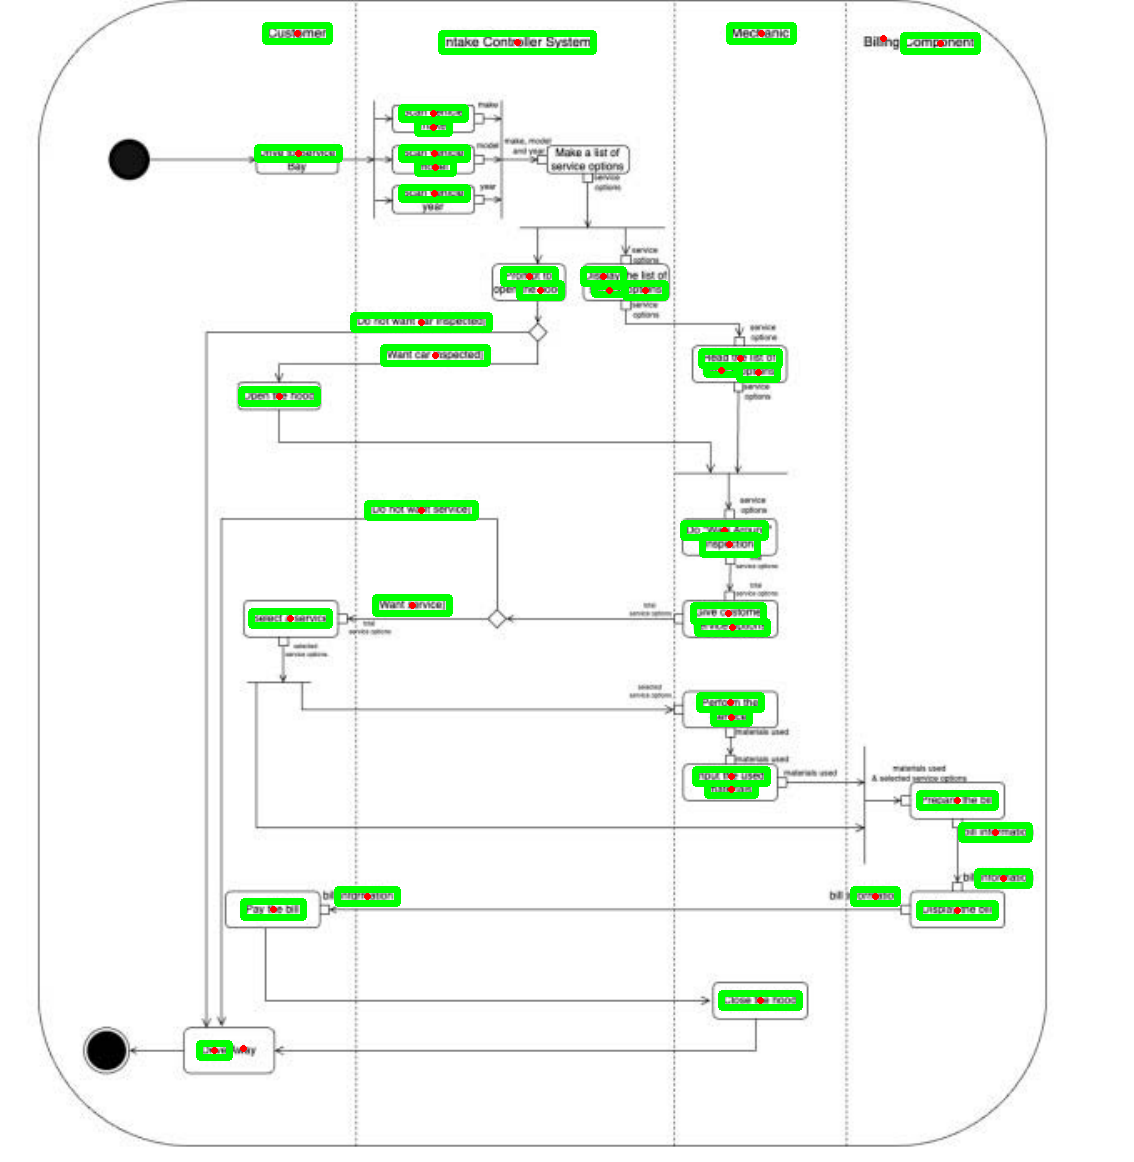 Customer
Intake Controller System
Mechanic
Billing Component
make
Scan vehicle
make, model
and year
Drive to Service
Bay
Scan vehicle
model
model
Make a list of
service options
service
options
Scan vehicle
year
year
service
options
Prompt to
open the hood
Display the list of
service options
service
options
[Do not want car inspected]
service
options
[Want car inspected]
Read the list of
service options
service
options
Open the hood
service
options
[Do not want service]
inspection
service options
total
service options
[Want service]
total
service options
Give customer
service options
Select a service
total
service options
selected
service options
selected
service options
Perform the
service
materials used
materials used
Input the used
materials
materials used
materials used
& selected service options
Prepare the bill
bill information
bill information
bill information
bill information
Pay the bill
Display the bill
Close the hood
Drive Away